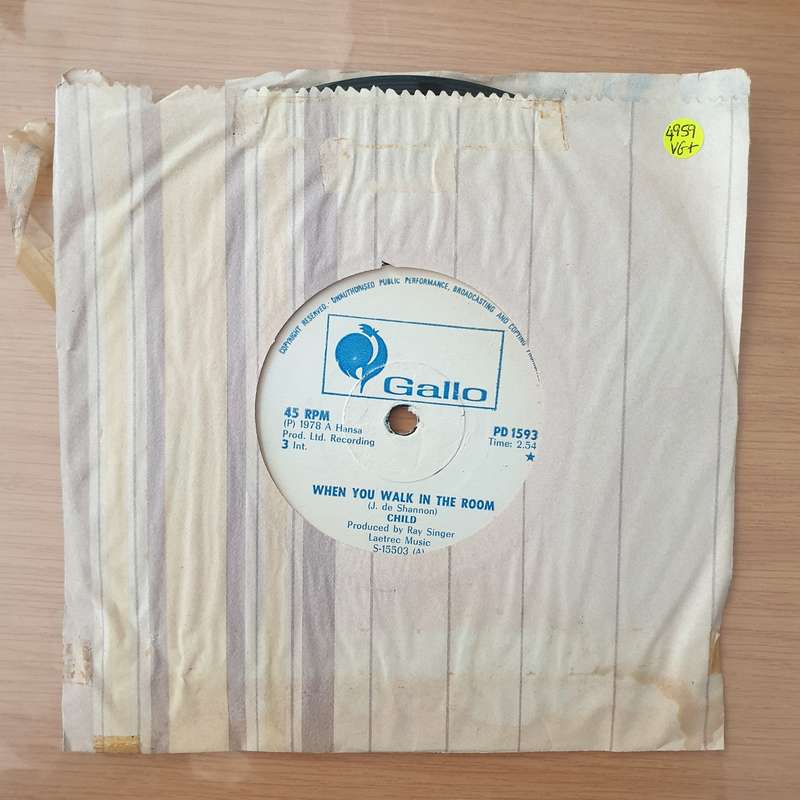 4959
VG+
COPYRIGHT RESERVED. UNAUTHORISED PUBLIC PERFORMANCE, BROADCASTING AND COPYING
Gallo
45 RPM
(P) 1978 A Hansa
Prod. Ltd. Recording
3 Int.
PD 1593
Time: 2.54
★
WHEN YOU WALK IN THE ROOM
(J. de Shannon)
CHILD
Produced by Ray Singer
Laetrec Music
S-15503 (A)